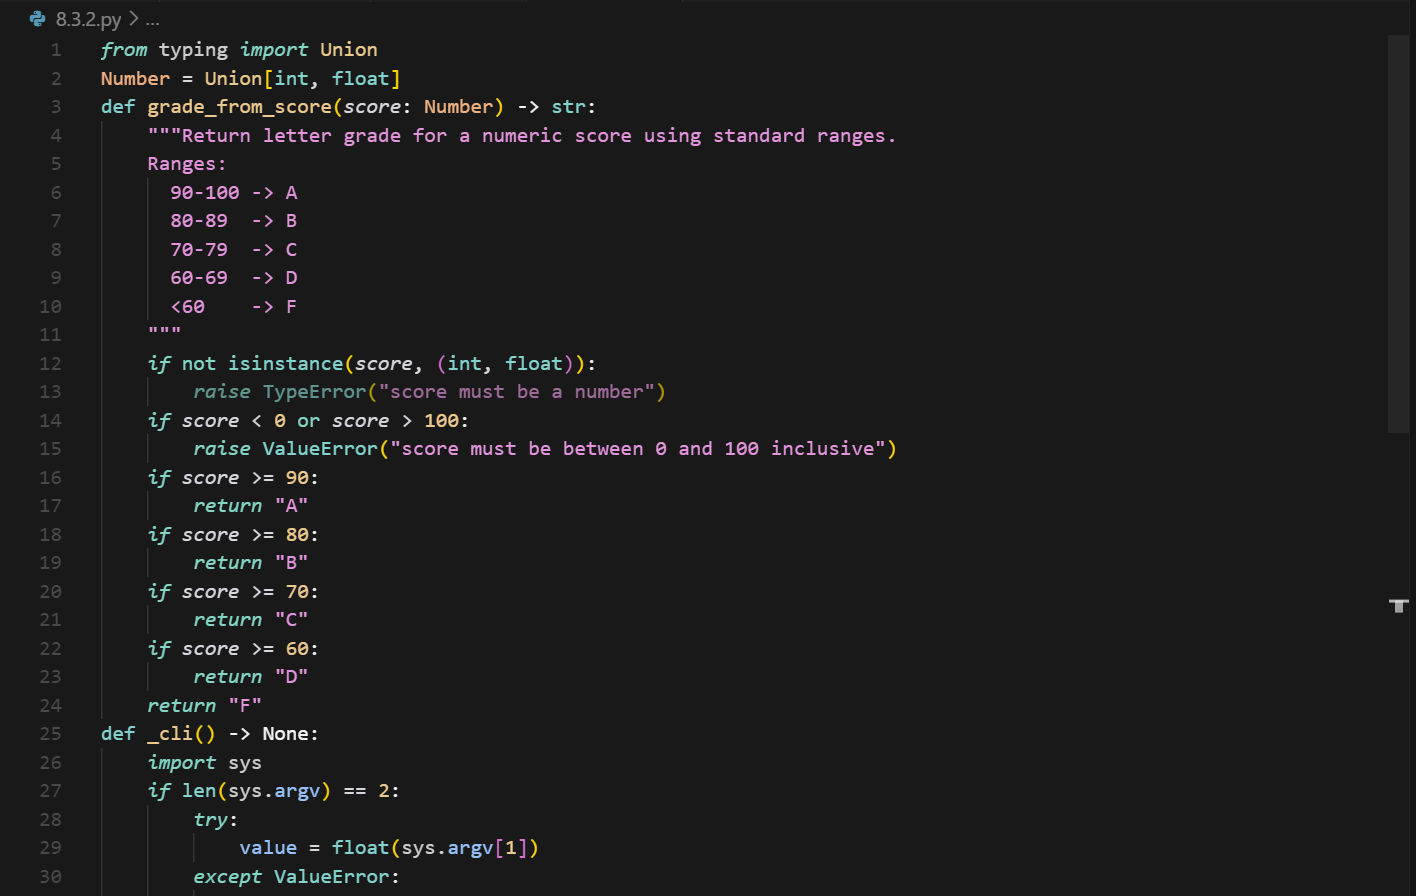 8.3.2.py > ...
1 from typing import Union
2 Number = Union[int, float]
3 def grade_from_score(score: Number) -> str:
4     """Return letter grade for a numeric score using standard ranges.
5     Ranges:
6       90-100 -> A
7       80-89  -> B
8       70-79  -> C
9       60-69  -> D
10       <60    -> F
11     """
12     if not isinstance(score, (int, float)):
13         raise TypeError("score must be a number")
14     if score < 0 or score > 100:
15         raise ValueError("score must be between 0 and 100 inclusive")
16     if score >= 90:
17         return "A"
18     if score >= 80:
19         return "B"
20     if score >= 70:
21         return "C"
22     if score >= 60:
23         return "D"
24     return "F"
25 def _cli() -> None:
26     import sys
27     if len(sys.argv) == 2:
28         try:
29             value = float(sys.argv[1])
30         except ValueError: